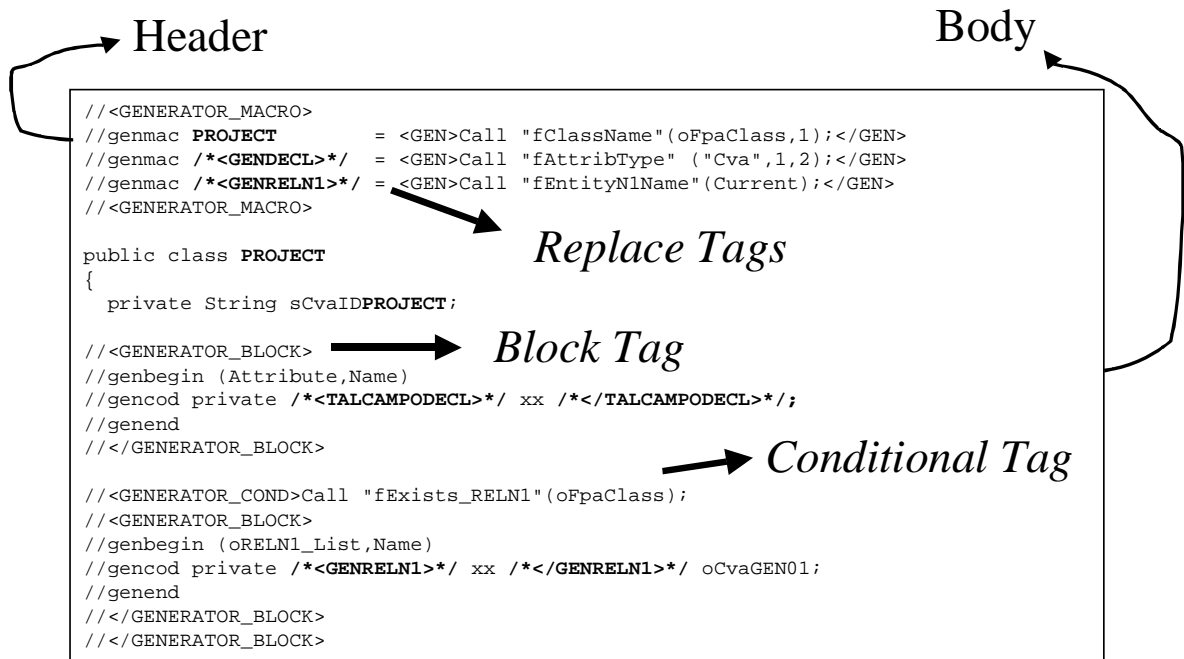 Header
Body
//<GENERATOR_MACRO>
//genmac PROJECT = <GEN>Call "fClassName"(oFpaClass,1);</GEN>
//genmac /*<GENDECL>*/ = <GEN>Call "fAttribType" ("Cva",1,2);</GEN>
//genmac /*<GENRELN1>*/ = <GEN>Call "fEntityN1Name"(Current);</GEN>
//<GENERATOR_MACRO>
Replace Tags
public class PROJECT
{
private String sCvaIDPROJECT;
Block Tag
//<GENERATOR_BLOCK>
//genbegin (Attribute,Name)
//gencod private /*<TALCAMPODECL>*/ xx /*</TALCAMPODECL>*/;
//genend
//</GENERATOR_BLOCK>
Conditional Tag
//<GENERATOR_COND>Call "fExists_RELN1"(oFpaClass);
//<GENERATOR_BLOCK>
//genbegin (oRELN1_List,Name)
//gencod private /*<GENRELN1>*/ xx /*</GENRELN1>*/ oCvaGEN01;
//genend
//</GENERATOR_BLOCK>
//</GENERATOR_BLOCK>